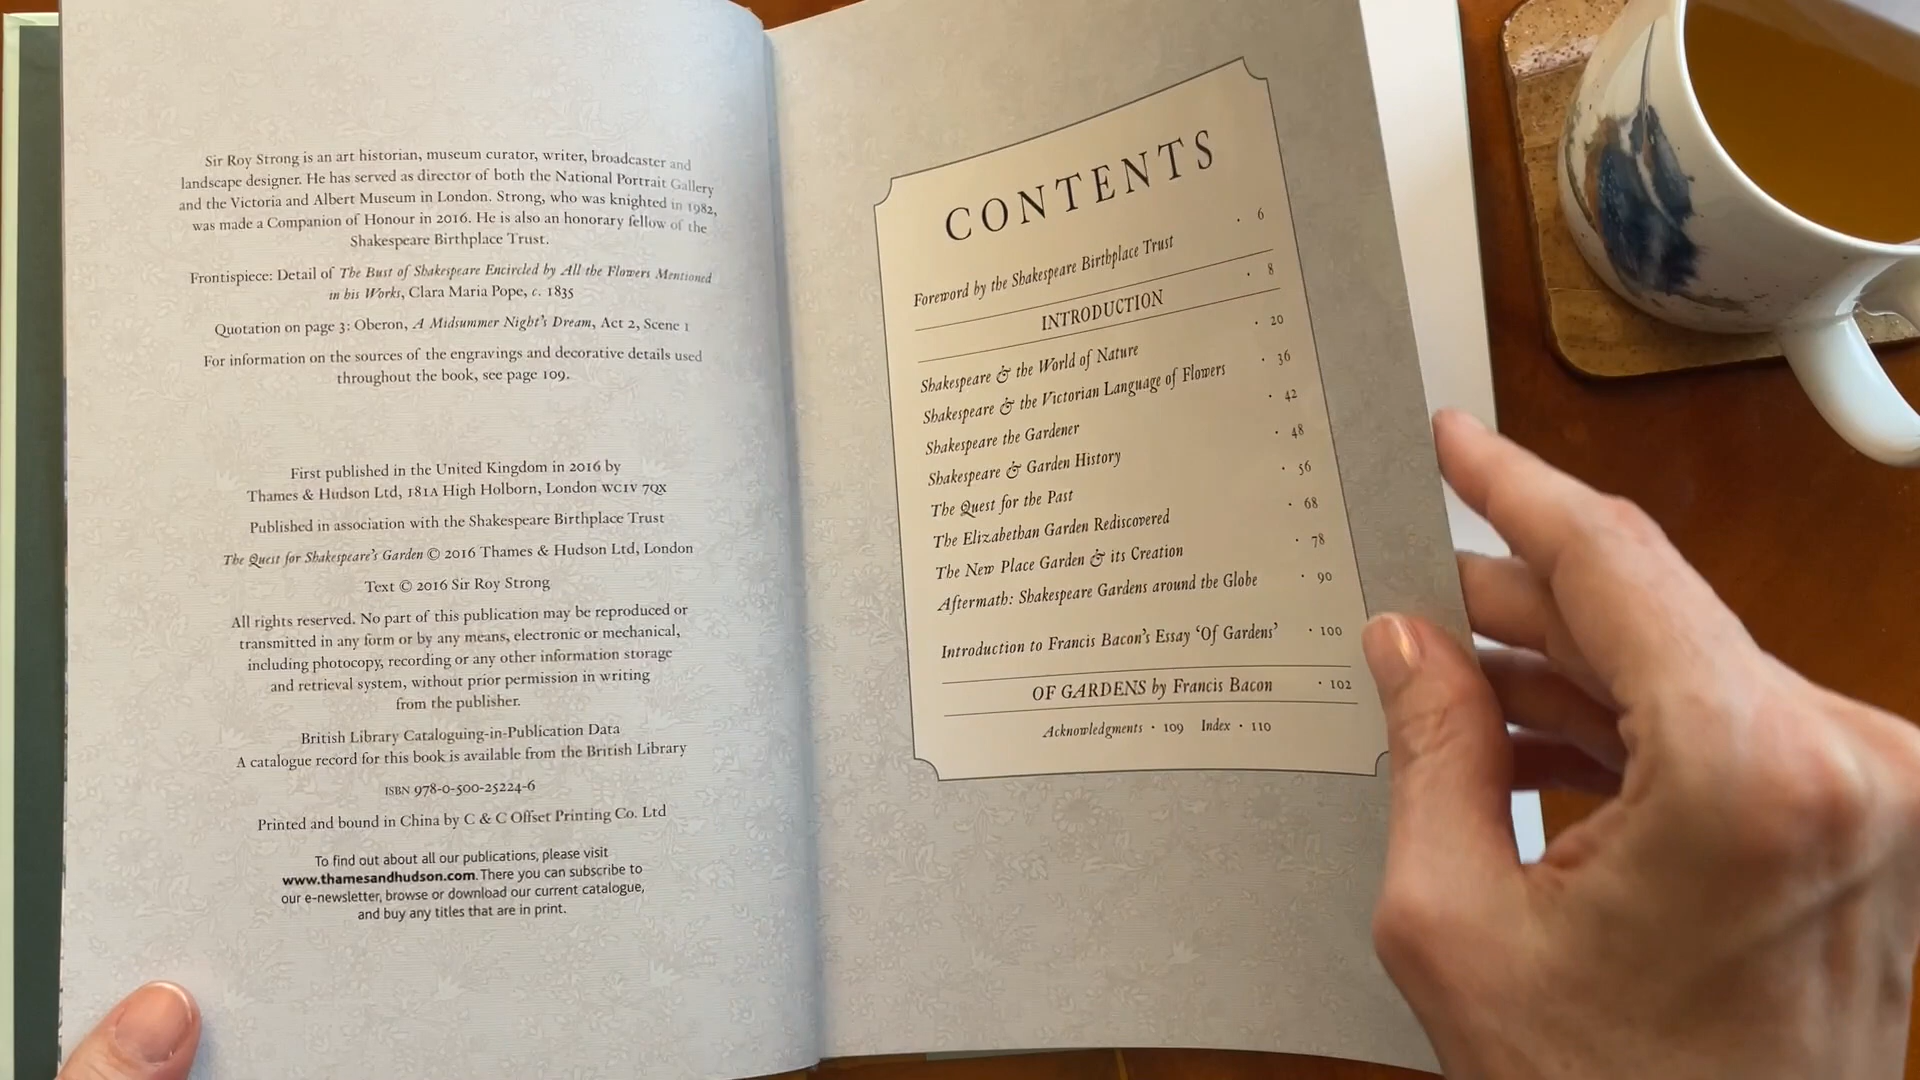 Sir Roy Strong is an art historian, museum curator, writer, broadcaster and
landscape designer. He has served as director of both the National Portrait Gallery
and the Victoria and Albert Museum in London. Strong, who was knighted in 1982,
was made a Companion of Honour in 2016. He is also an honorary fellow of the
Shakespeare Birthplace Trust.
Frontispiece: Detail of The Bust of Shakespeare Encircled by All the Flowers Mentioned
in his Works, Clara Maria Pope, c. 1835
Quotation on page 3: Oberon, A Midsummer Night's Dream, Act 2, Scene 1
For information on the sources of the engravings and decorative details used
throughout the book, see page 109.
First published in the United Kingdom in 2016 by
Thames & Hudson Ltd, 181A High Holborn, London WC1V 7QX
Published in association with the Shakespeare Birthplace Trust
The Quest for Shakespeare's Garden © 2016 Thames & Hudson Ltd, London
Text © 2016 Sir Roy Strong
All rights reserved. No part of this publication may be reproduced or
transmitted in any form or by any means, electronic or mechanical,
including photocopy, recording or any other information storage
and retrieval system, without prior permission in writing
from the publisher.
British Library Cataloguing-in-Publication Data
A catalogue record for this book is available from the British Library
ISBN 978-0-500-25224-6
Printed and bound in China by C & C Offset Printing Co. Ltd
To find out about all our publications, please visit
www.thamesandhudson.com. There you can subscribe to
our e-newsletter, browse or download our current catalogue,
and buy any titles that are in print.
CONTENTS
Foreword by the Shakespeare Birthplace Trust · 6
INTRODUCTION · 8
Shakespeare & the World of Nature · 20
Shakespeare & the Victorian Language of Flowers · 36
Shakespeare the Gardener · 42
Shakespeare & Garden History · 48
The Quest for the Past · 56
The Elizabethan Garden Rediscovered · 68
The New Place Garden & its Creation · 78
Aftermath: Shakespeare Gardens around the Globe · 90
Introduction to Francis Bacon's Essay 'Of Gardens' · 100
OF GARDENS by Francis Bacon · 102
Acknowledgments · 109 Index · 110